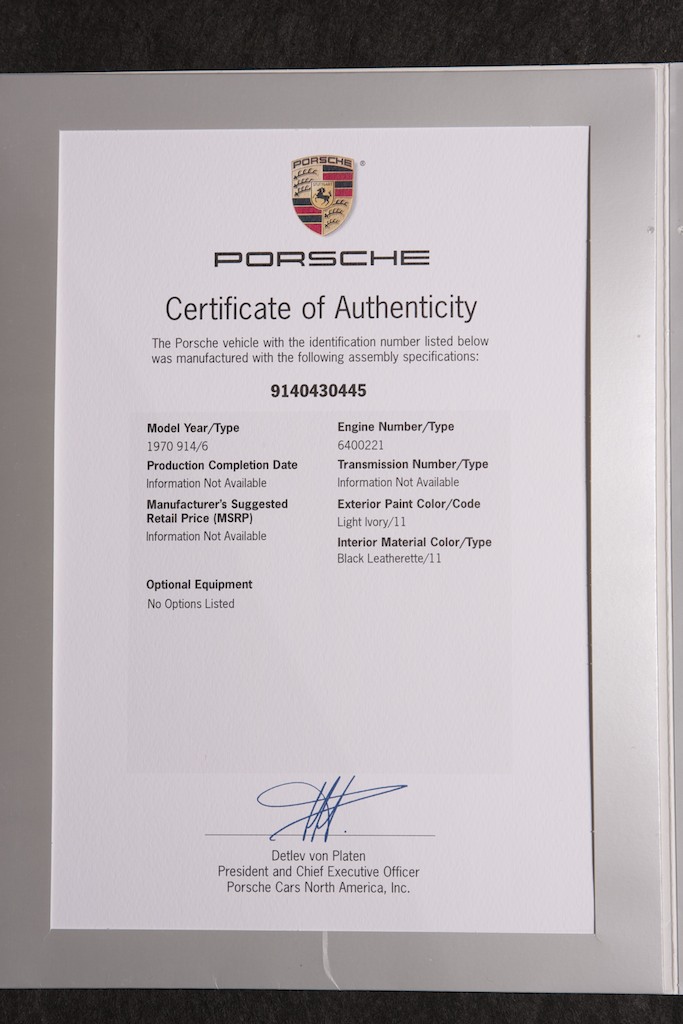 PORSCHE
®
PORSCHE
Certificate of Authenticity
The Porsche vehicle with the identification number listed below
was manufactured with the following assembly specifications:
9140430445
Model Year/Type
1970 914/6
Production Completion Date
Information Not Available
Manufacturer's Suggested
Retail Price (MSRP)
Information Not Available
Engine Number/Type
6400221
Transmission Number/Type
Information Not Available
Exterior Paint Color/Code
Light Ivory/11
Interior Material Color/Type
Black Leatherette/11
Optional Equipment
No Options Listed
Detlev von Platen
President and Chief Executive Officer
Porsche Cars North America, Inc.